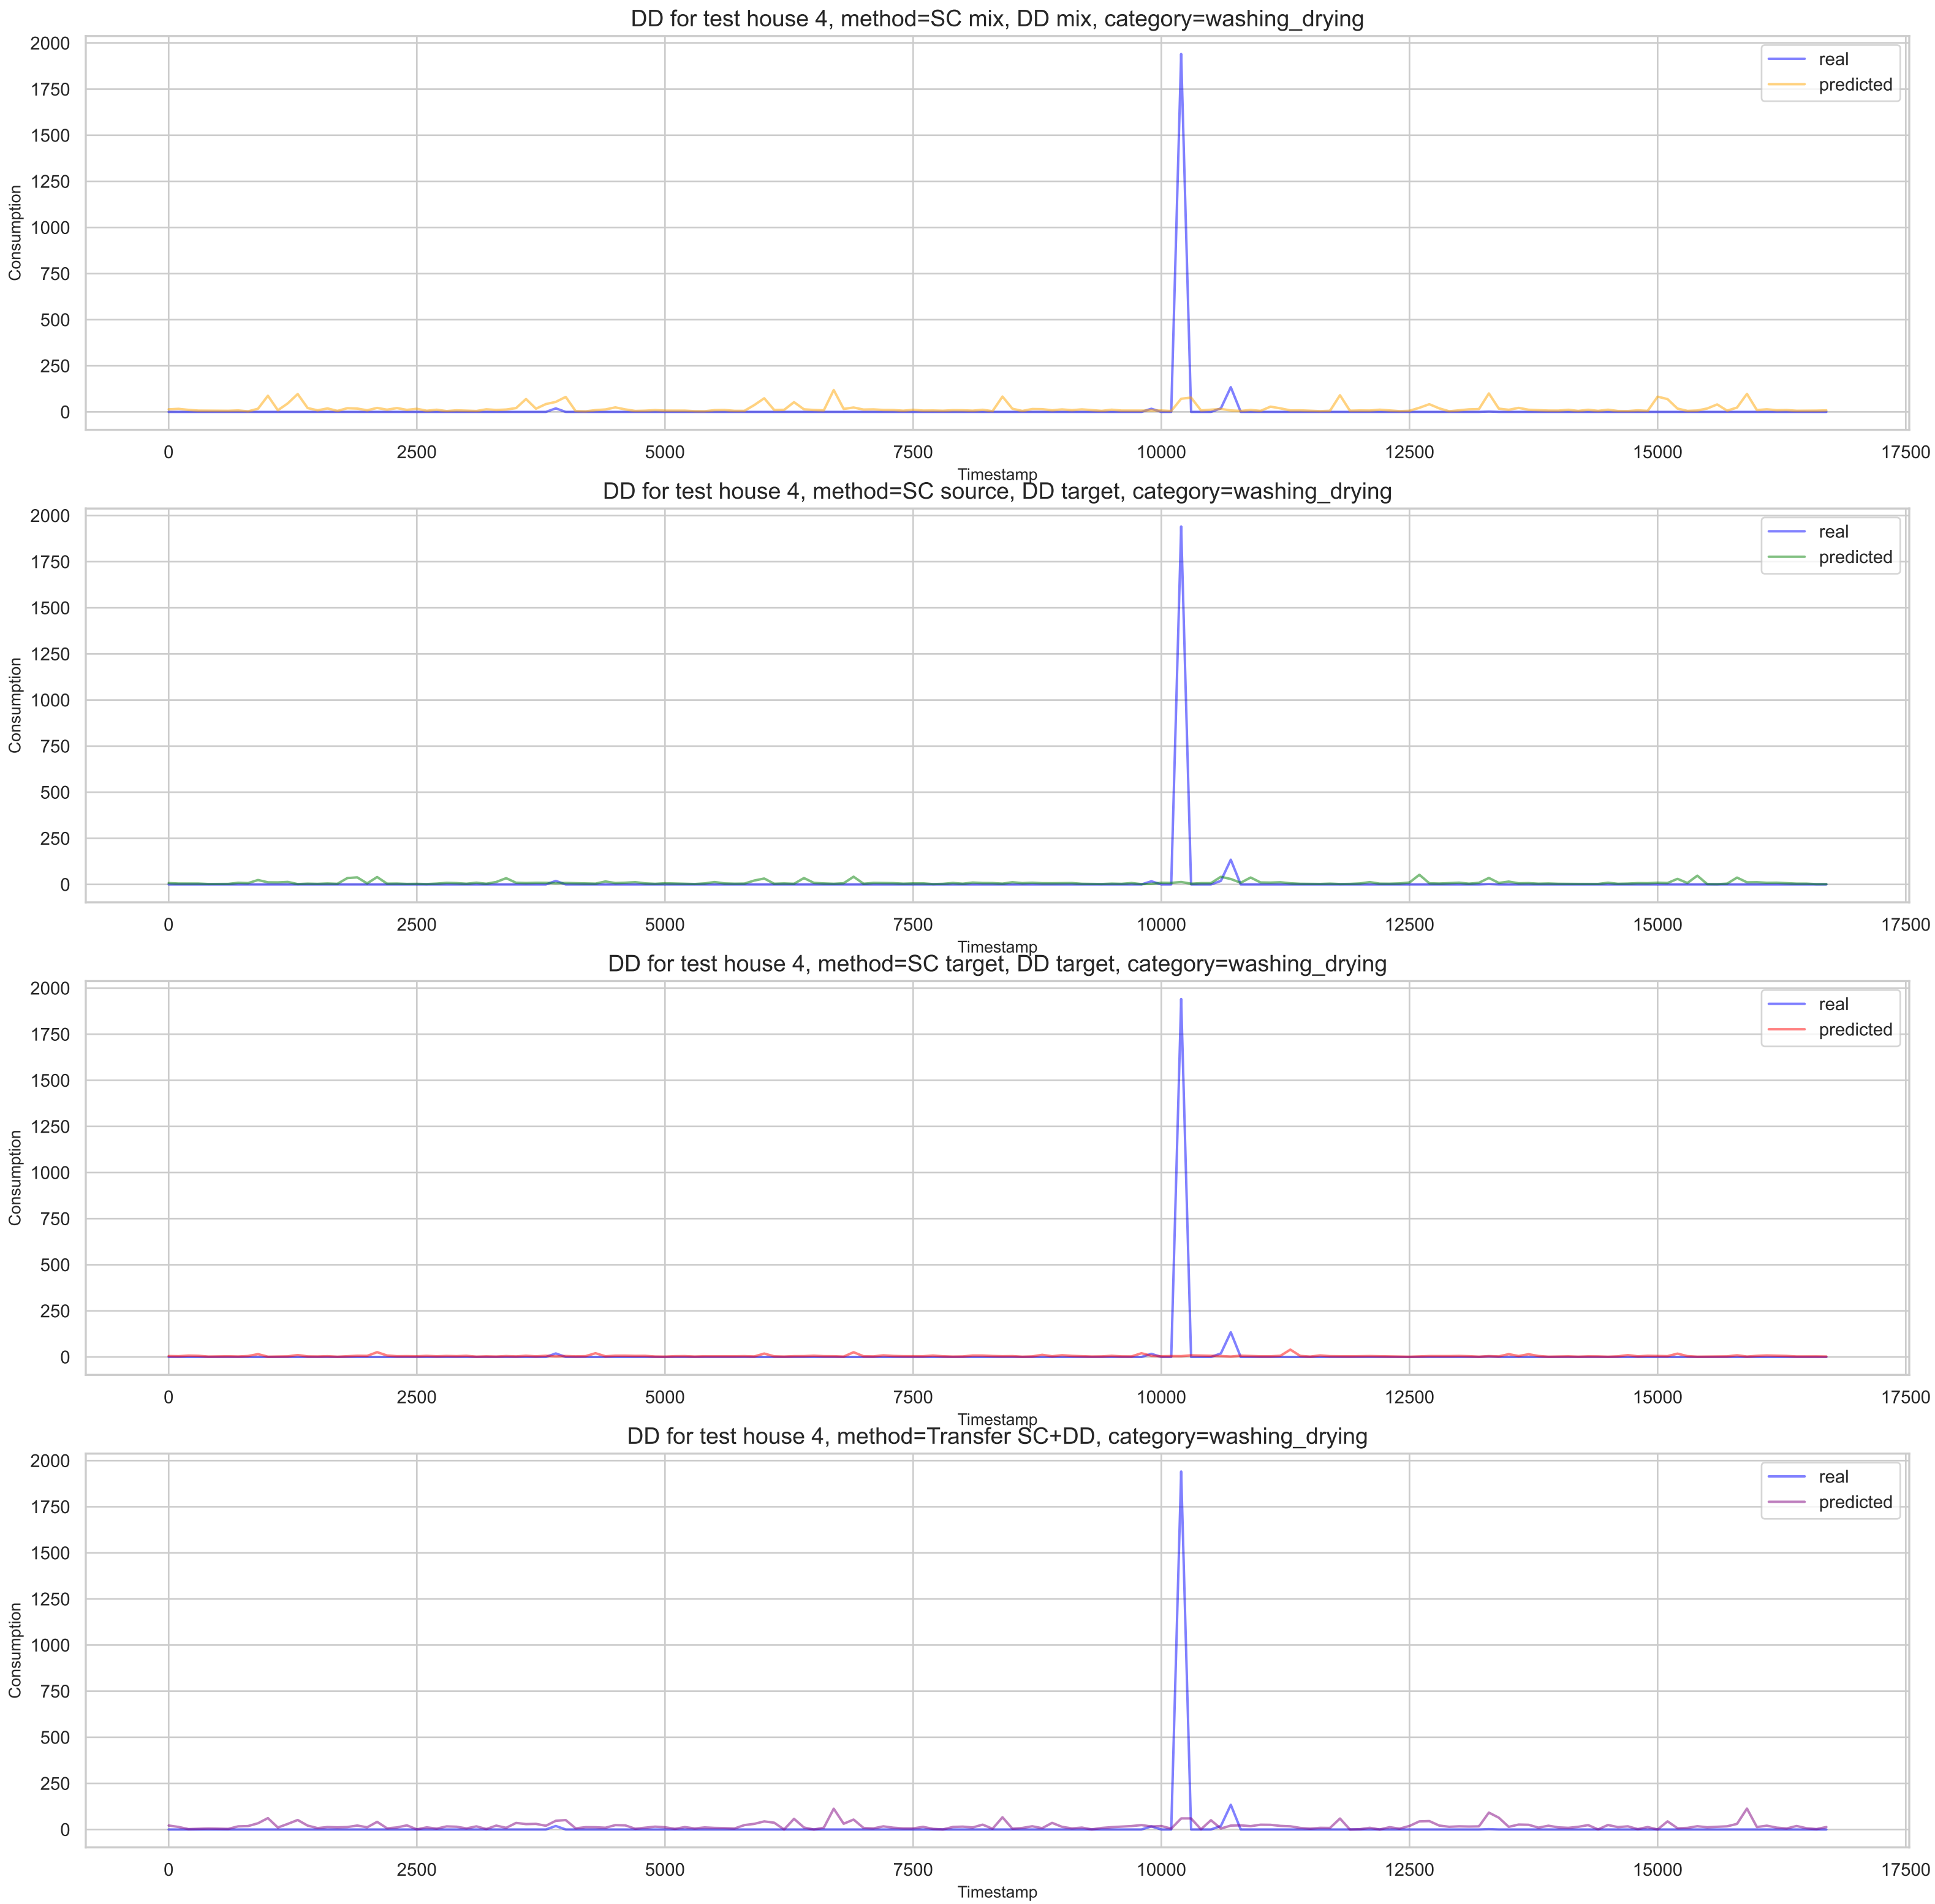 DD for test house 4, method=SC mix, DD mix, category=washing_drying
2000
1750
1500
1250
1000
750
500
250
0
Consumption
real
predicted
0 2500 5000 7500 10000 12500 15000 17500
Timestamp
DD for test house 4, method=SC source, DD target, category=washing_drying
2000
1750
1500
1250
1000
750
500
250
0
Consumption
real
predicted
0 2500 5000 7500 10000 12500 15000 17500
Timestamp
DD for test house 4, method=SC target, DD target, category=washing_drying
2000
1750
1500
1250
1000
750
500
250
0
Consumption
real
predicted
0 2500 5000 7500 10000 12500 15000 17500
Timestamp
DD for test house 4, method=Transfer SC+DD, category=washing_drying
2000
1750
1500
1250
1000
750
500
250
0
Consumption
real
predicted
0 2500 5000 7500 10000 12500 15000 17500
Timestamp